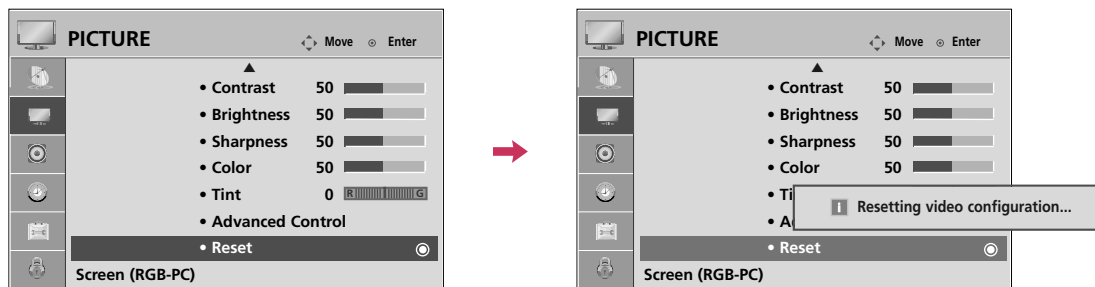 PICTURE
Move
Enter
• Contrast 50
• Brightness 50
• Sharpness 50
• Color 50
• Tint 0 R G
• Advanced Control
• Reset
Screen (RGB-PC)
PICTURE
Move
Enter
• Contrast 50
• Brightness 50
• Sharpness 50
• Color 50
• Ti
• A
i Resetting video configuration...
• Reset
Screen (RGB-PC)